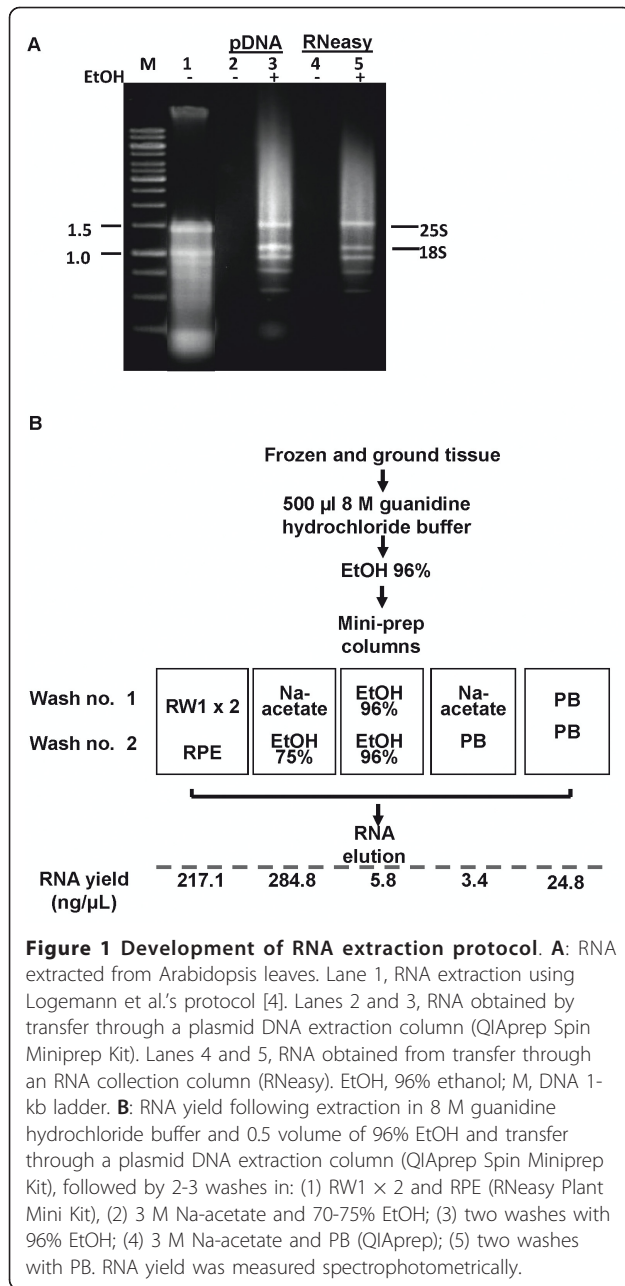 A
pDNA RNeasy
M 1 2 3 4 5
EtOH - - + - +
1.5
1.0
25S
18S
B
Frozen and ground tissue
500 µl 8 M guanidine
hydrochloride buffer
EtOH 96%
Mini-prep
columns
Wash no. 1
Wash no. 2
RW1 x 2
RPE
Na-
acetate
EtOH
75%
EtOH
96%
EtOH
96%
Na-
acetate
PB
PB
PB
RNA
elution
RNA yield
(ng/µL)
217.1 284.8 5.8 3.4 24.8
Figure 1 Development of RNA extraction protocol. A: RNA
extracted from Arabidopsis leaves. Lane 1, RNA extraction using
Logemann et al.'s protocol [4]. Lanes 2 and 3, RNA obtained by
transfer through a plasmid DNA extraction column (QIAprep Spin
Miniprep Kit). Lanes 4 and 5, RNA obtained from transfer through
an RNA collection column (RNeasy). EtOH, 96% ethanol; M, DNA 1-
kb ladder. B: RNA yield following extraction in 8 M guanidine
hydrochloride buffer and 0.5 volume of 96% EtOH and transfer
through a plasmid DNA extraction column (QIAprep Spin Miniprep
Kit), followed by 2-3 washes in: (1) RW1 × 2 and RPE (RNeasy Plant
Mini Kit), (2) 3 M Na-acetate and 70-75% EtOH; (3) two washes with
96% EtOH; (4) 3 M Na-acetate and PB (QIAprep); (5) two washes
with PB. RNA yield was measured spectrophotometrically.